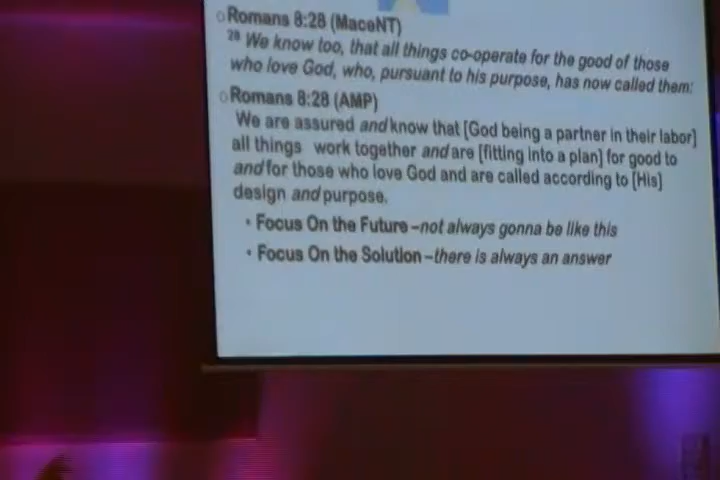 Romans 8:28 (MaceNT)
28 We know too, that all things co-operate for the good of those
who love God, who, pursuant to his purpose, has now called them:
Romans 8:28 (AMP)
We are assured and know that [God being a partner in their labor]
all things work together and are [fitting into a plan] for good to
and for those who love God and are called according to [His]
design and purpose.
• Focus On the Future –not always gonna be like this
• Focus On the Solution –there is always an answer